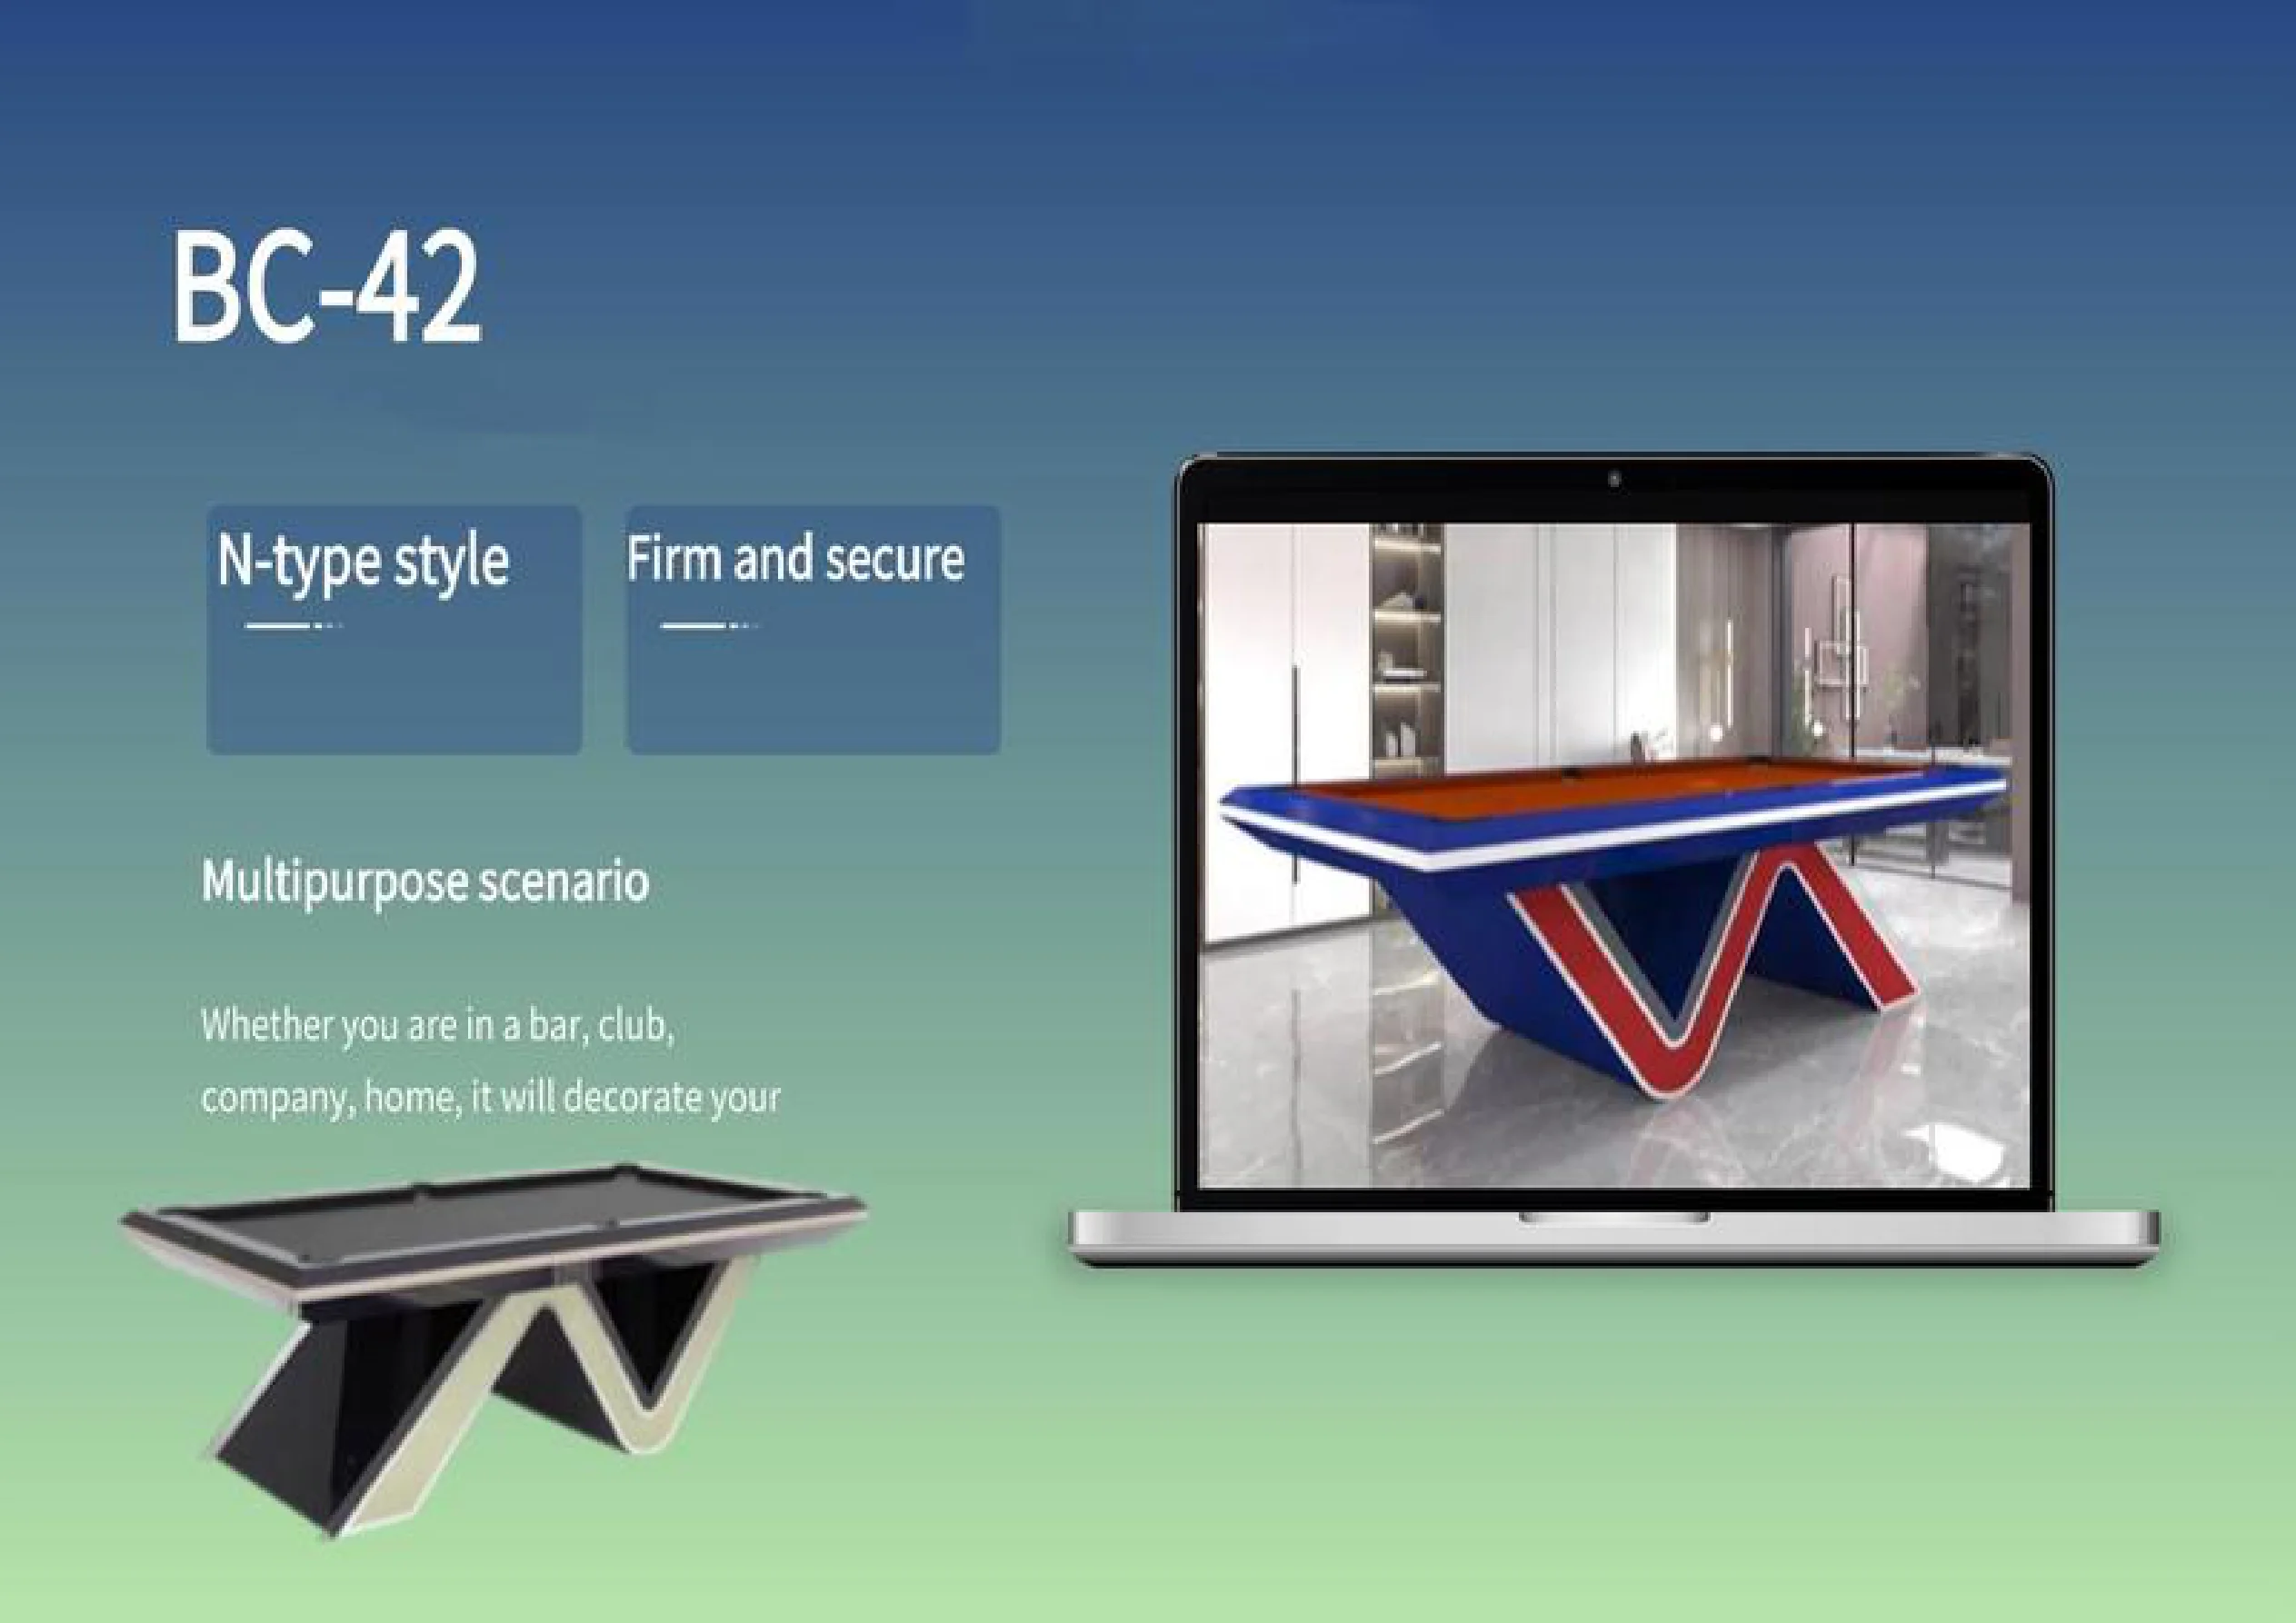 BC-42
N-type style
Firm and secure
Multipurpose scenario
Whether you are in a bar, club,
company, home, it will decorate your